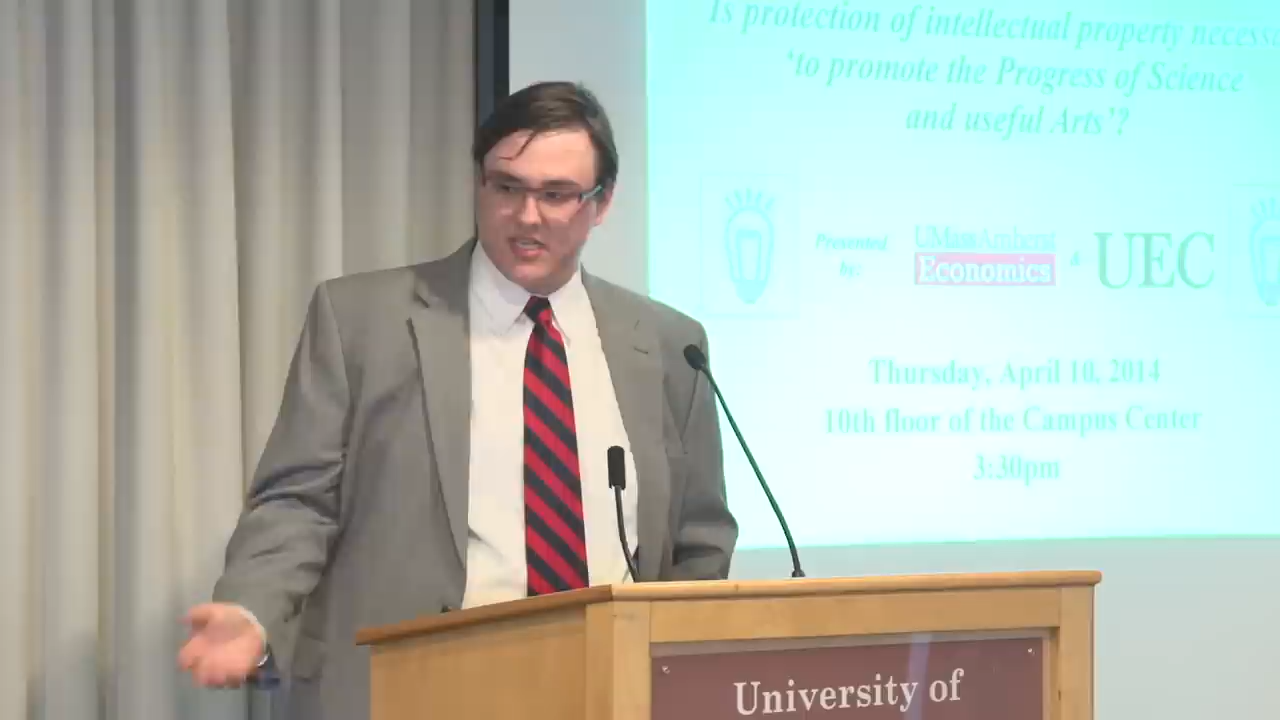 Is protection of intellectual property necess
'to promote the Progress of Science
and useful Arts'?
Presented
by:
UMassAmherst
Economics
&
UEC
Thursday, April 10, 2014
10th floor of the Campus Center
3:30pm
University of